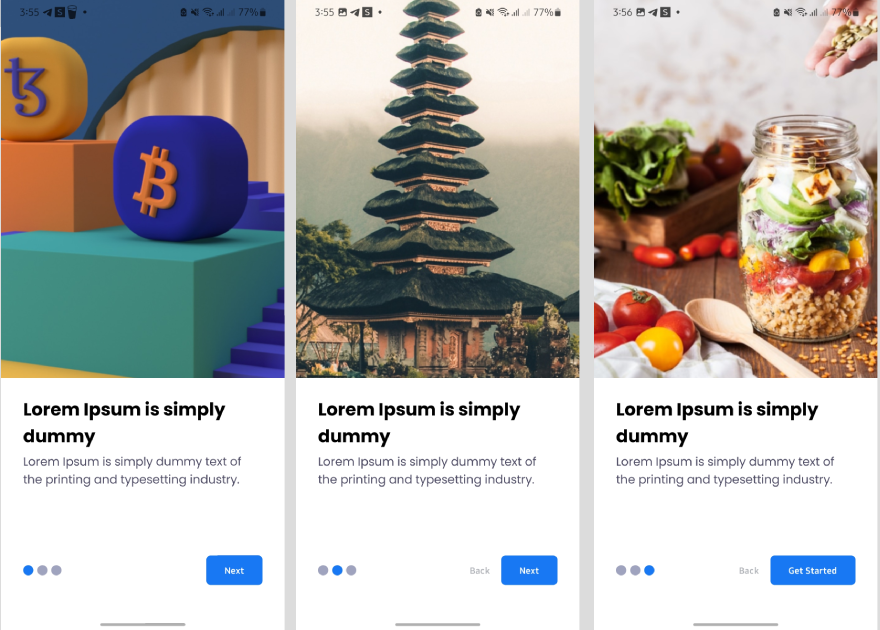 3:55 S 77%
Lorem Ipsum is simply
dummy
Lorem Ipsum is simply dummy text of
the printing and typesetting industry.
Next
3:55 S 77%
Lorem Ipsum is simply
dummy
Lorem Ipsum is simply dummy text of
the printing and typesetting industry.
Back Next
3:56 S 77%
Lorem Ipsum is simply
dummy
Lorem Ipsum is simply dummy text of
the printing and typesetting industry.
Back Get Started